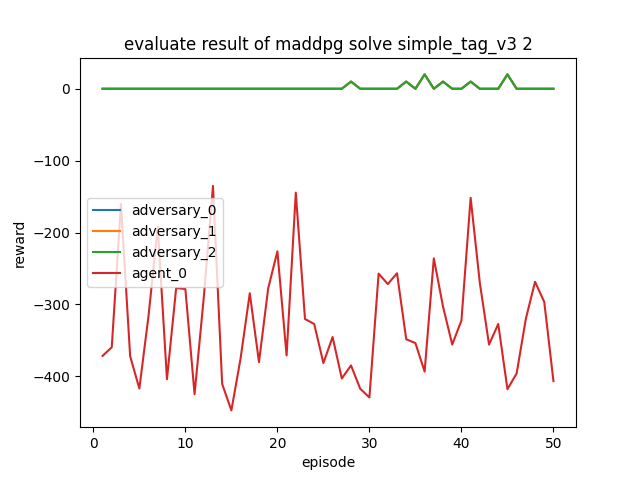 evaluate result of maddpg solve simple_tag_v3 2
reward
0
−100
−200
−300
−400
adversary_0
adversary_1
adversary_2
agent_0
0
10
20
30
40
50
episode